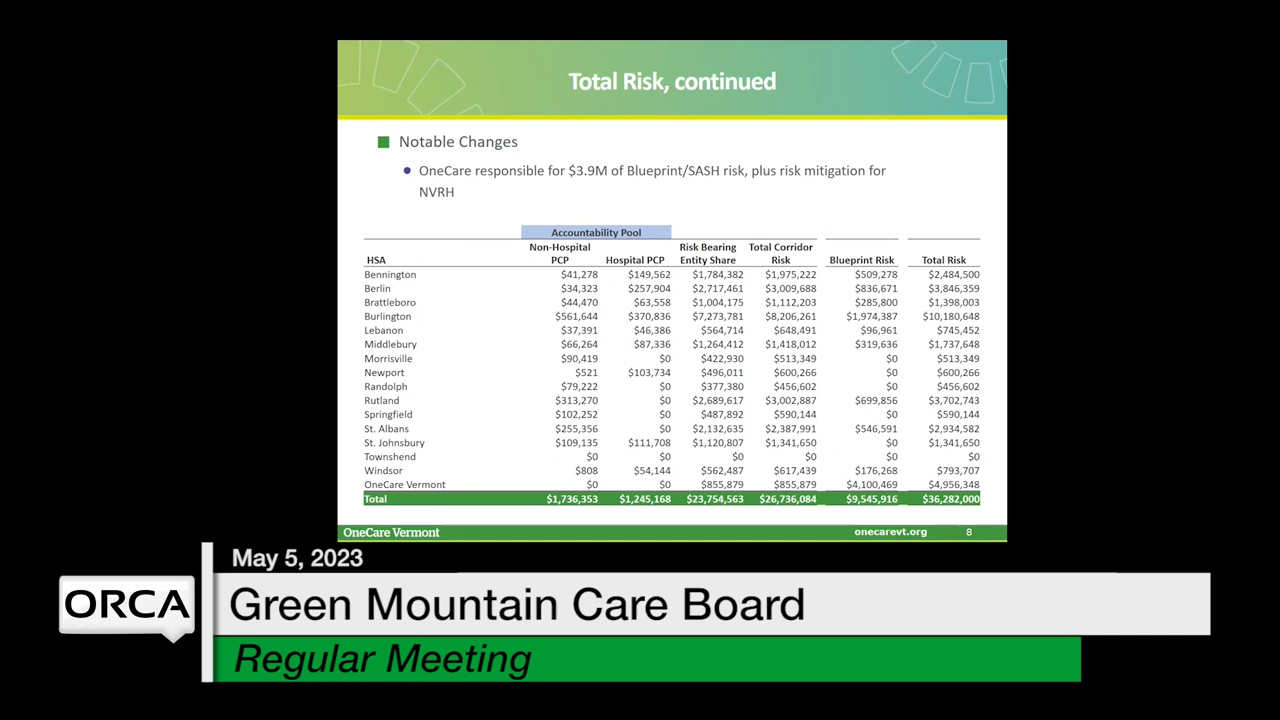 Total Risk, continued
Notable Changes
OneCare responsible for $3.9M of Blueprint/SASH risk, plus risk mitigation for
NVRH
Accountability Pool
Non-Hospital Risk Bearing Total Corridor
HSA PCP Hospital PCP Entity Share Risk Blueprint Risk Total Risk
Bennington $41,278 $149,562 $1,784,382 $1,975,222 $509,278 $2,484,500
Berlin $34,323 $257,904 $2,717,461 $3,009,688 $836,671 $3,846,359
Brattleboro $44,470 $63,558 $1,004,175 $1,112,203 $285,800 $1,398,003
Burlington $561,644 $370,836 $7,273,781 $8,206,261 $1,974,387 $10,180,648
Lebanon $37,391 $46,386 $564,714 $648,491 $96,961 $745,452
Middlebury $66,264 $87,336 $1,264,412 $1,418,012 $319,636 $1,737,648
Morrisville $90,419 $0 $422,930 $513,349 $0 $513,349
Newport $521 $103,734 $496,011 $600,266 $0 $600,266
Randolph $79,222 $0 $377,380 $456,602 $0 $456,602
Rutland $313,270 $0 $2,689,617 $3,002,887 $699,856 $3,702,743
Springfield $102,252 $0 $487,892 $590,144 $0 $590,144
St. Albans $255,356 $0 $2,132,635 $2,387,991 $546,591 $2,934,582
St. Johnsbury $109,135 $111,708 $1,120,807 $1,341,650 $0 $1,341,650
Townshend $0 $0 $0 $0 $0 $0
Windsor $808 $54,144 $562,487 $617,439 $176,268 $793,707
OneCare Vermont $0 $0 $855,879 $855,879 $4,100,469 $4,956,348
Total $1,736,353 $1,245,168 $23,754,563 $26,736,084 $9,545,916 $36,282,000
OneCare Vermont onecarevt.org 8
May 5, 2023
ORCA
Green Mountain Care Board
Regular Meeting